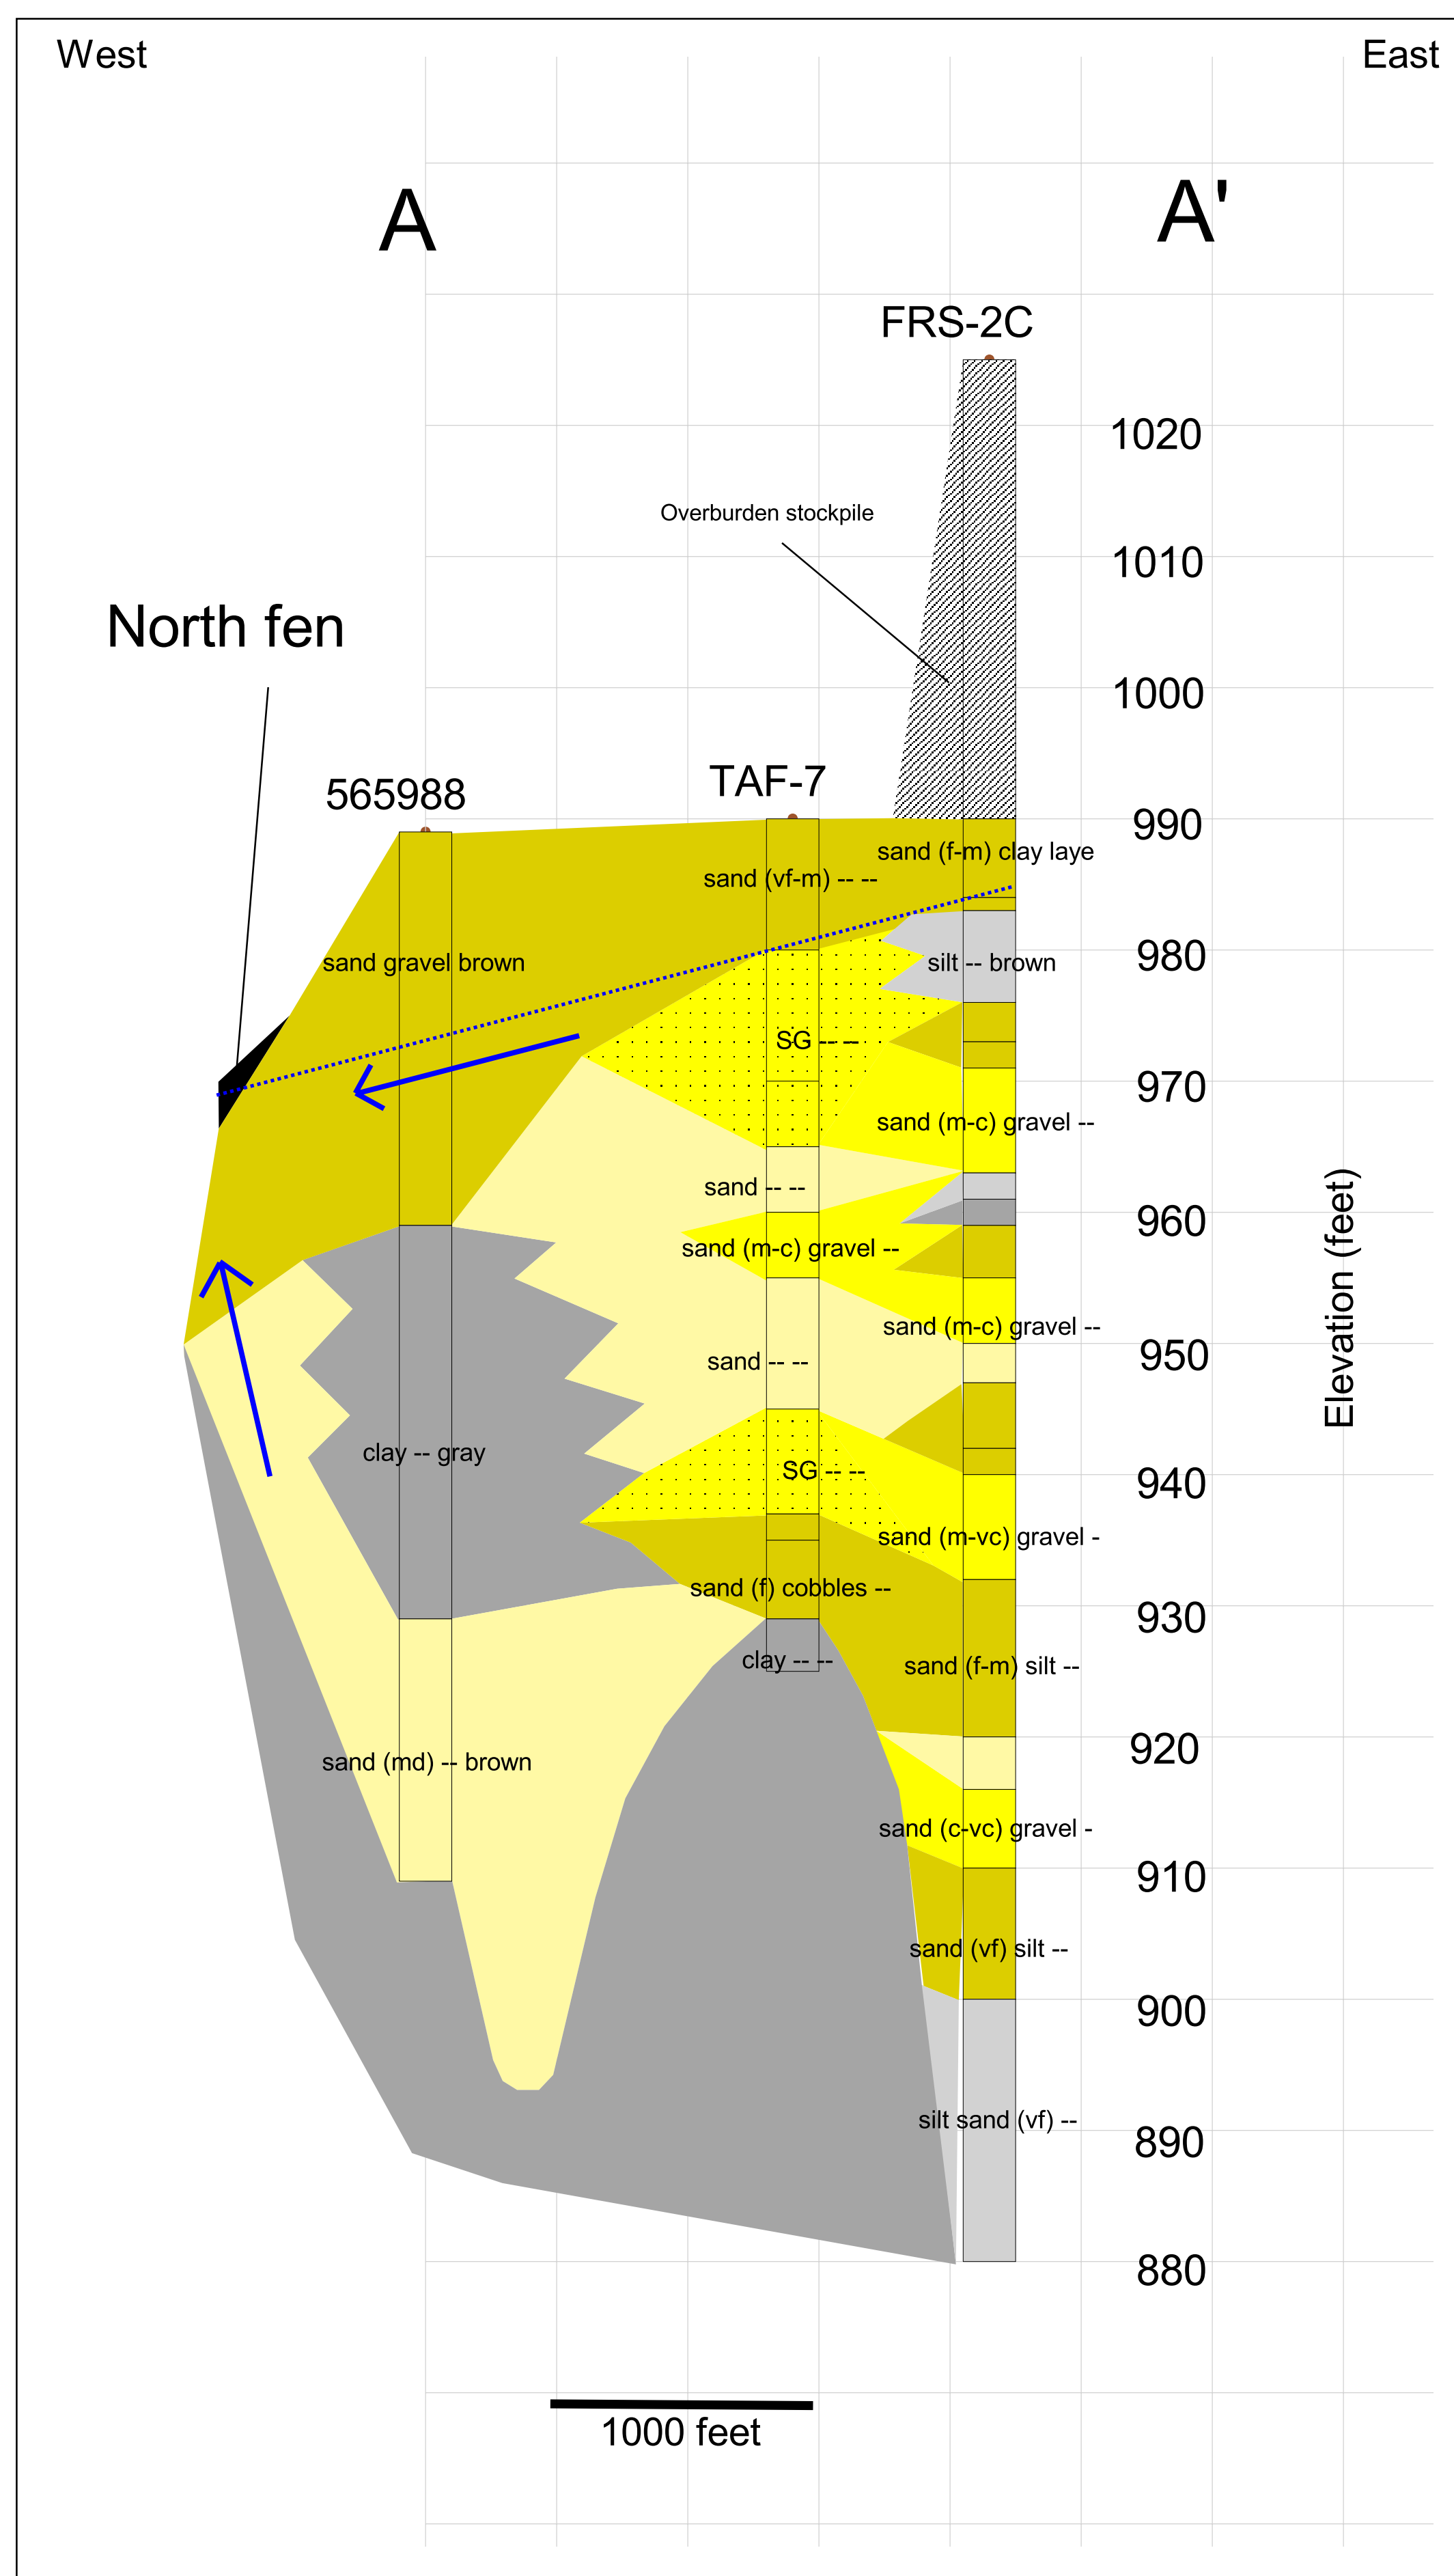 West
East
A
A'
FRS-2C
1020
Overburden stockpile
1010
North fen
1000
565988
TAF-7
990
sand (f-m) clay laye
sand (vf-m) -- --
sand gravel brown
silt -- brown
980
SG -- --
970
sand (m-c) gravel --
sand -- --
960
sand (m-c) gravel --
Elevation (feet)
sand (m-c) gravel --
950
sand -- --
clay -- gray
SG -- --
940
sand (m-vc) gravel -
sand (f) cobbles --
930
clay -- --
sand (f-m) silt --
920
sand (md) -- brown
sand (c-vc) gravel -
910
sand (vf) silt --
900
silt sand (vf) --
890
880
1000 feet